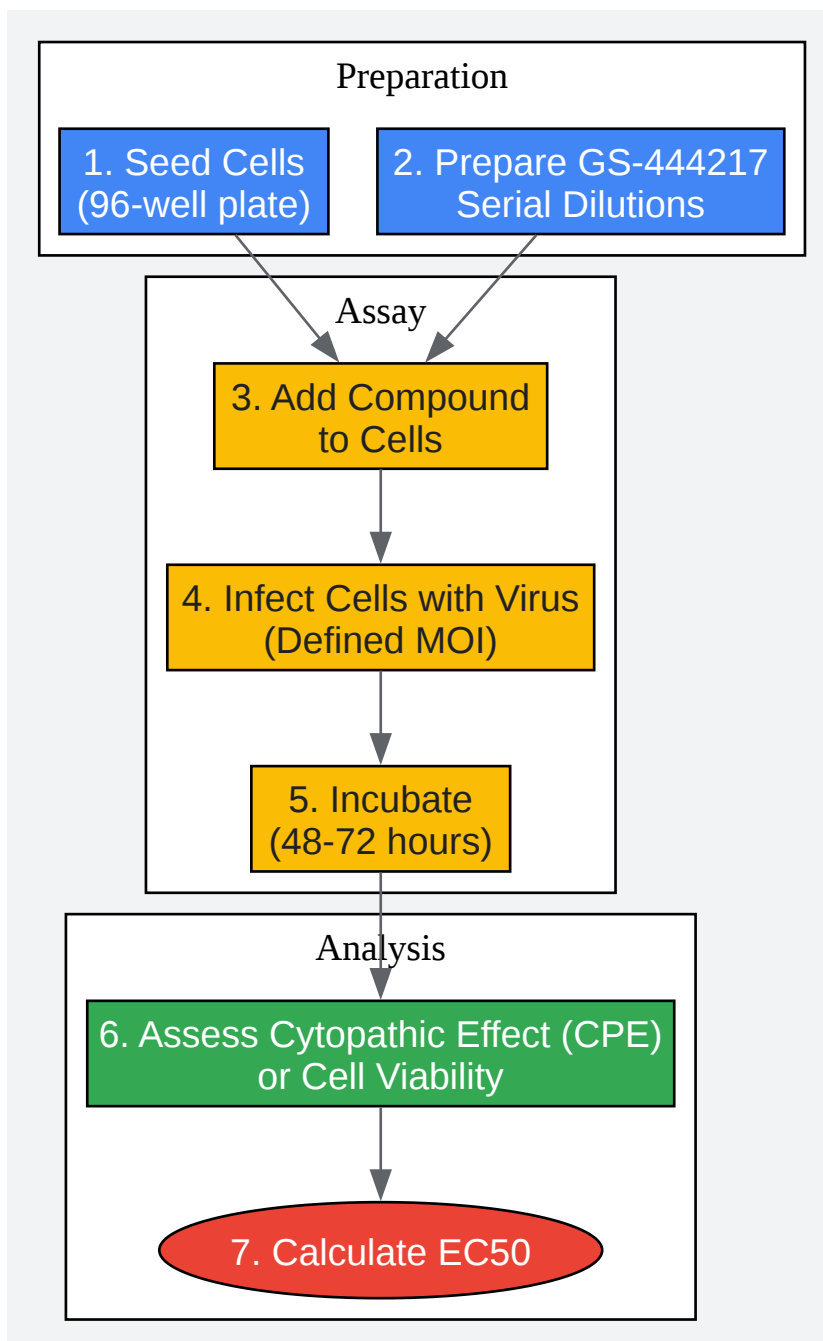 Preparation
1. Seed Cells
(96-well plate)
2. Prepare GS-444217
Serial Dilutions
Assay
3. Add Compound
to Cells
4. Infect Cells with Virus
(Defined MOI)
5. Incubate
(48-72 hours)
Analysis
6. Assess Cytopathic Effect (CPE)
or Cell Viability
7. Calculate EC50